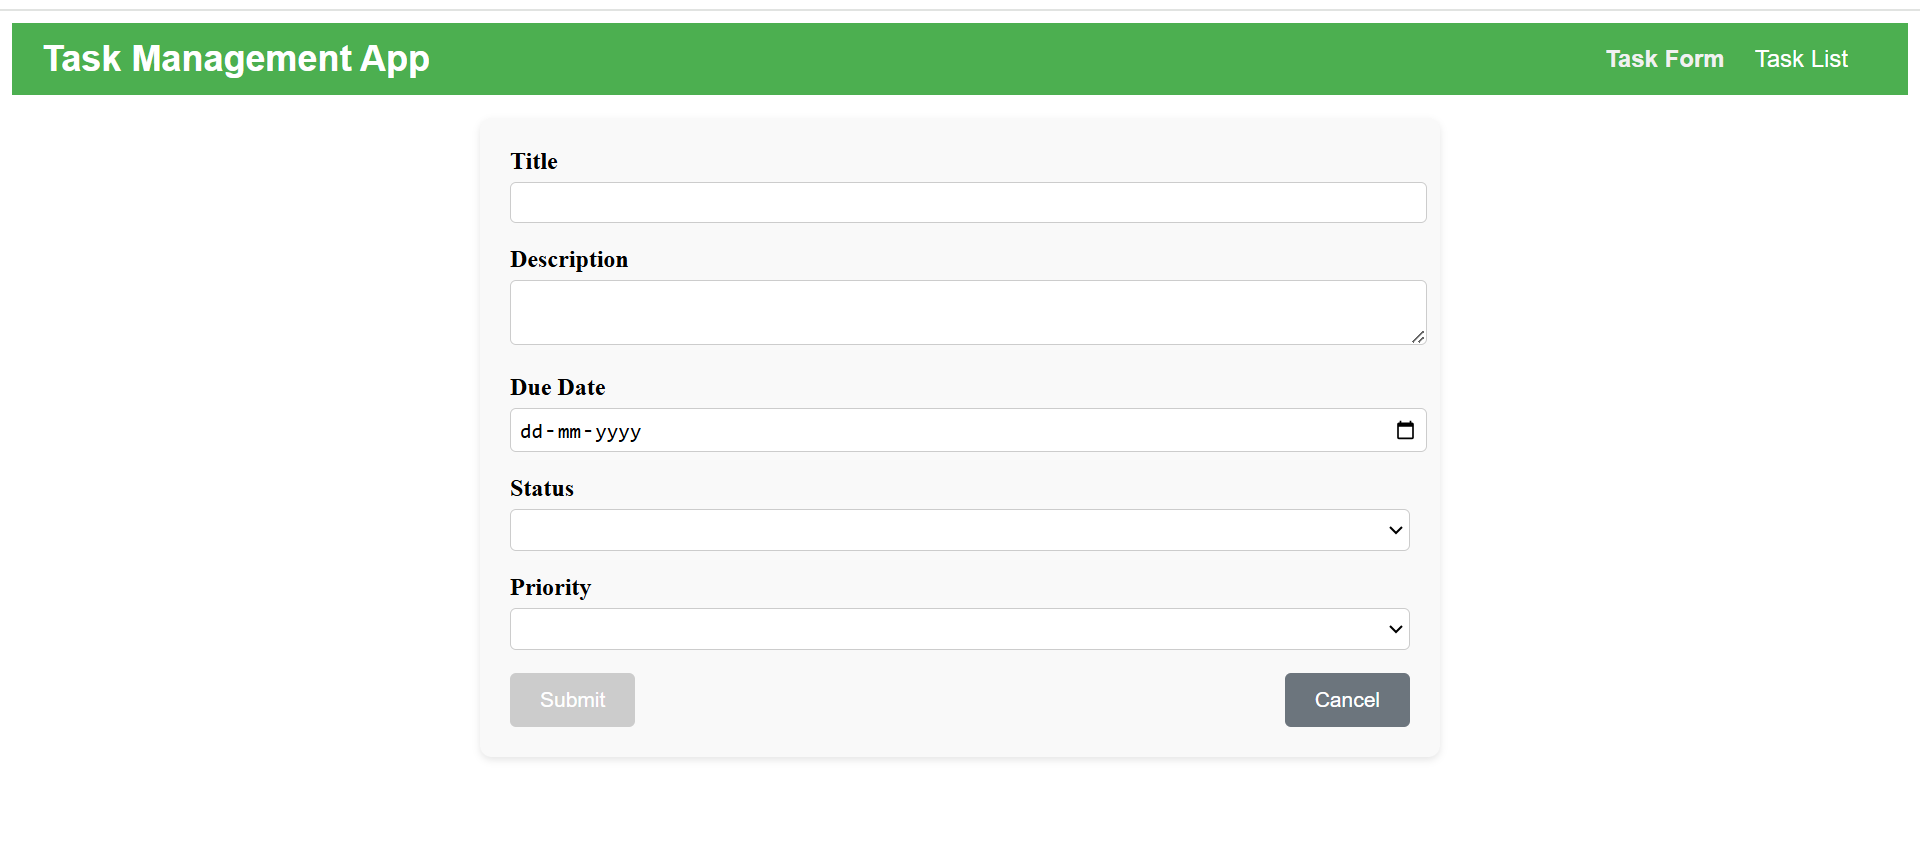 Task Management App
Task Form
Task List
Title
Description
Due Date
dd-mm-yyyy
Status
Priority
Submit
Cancel